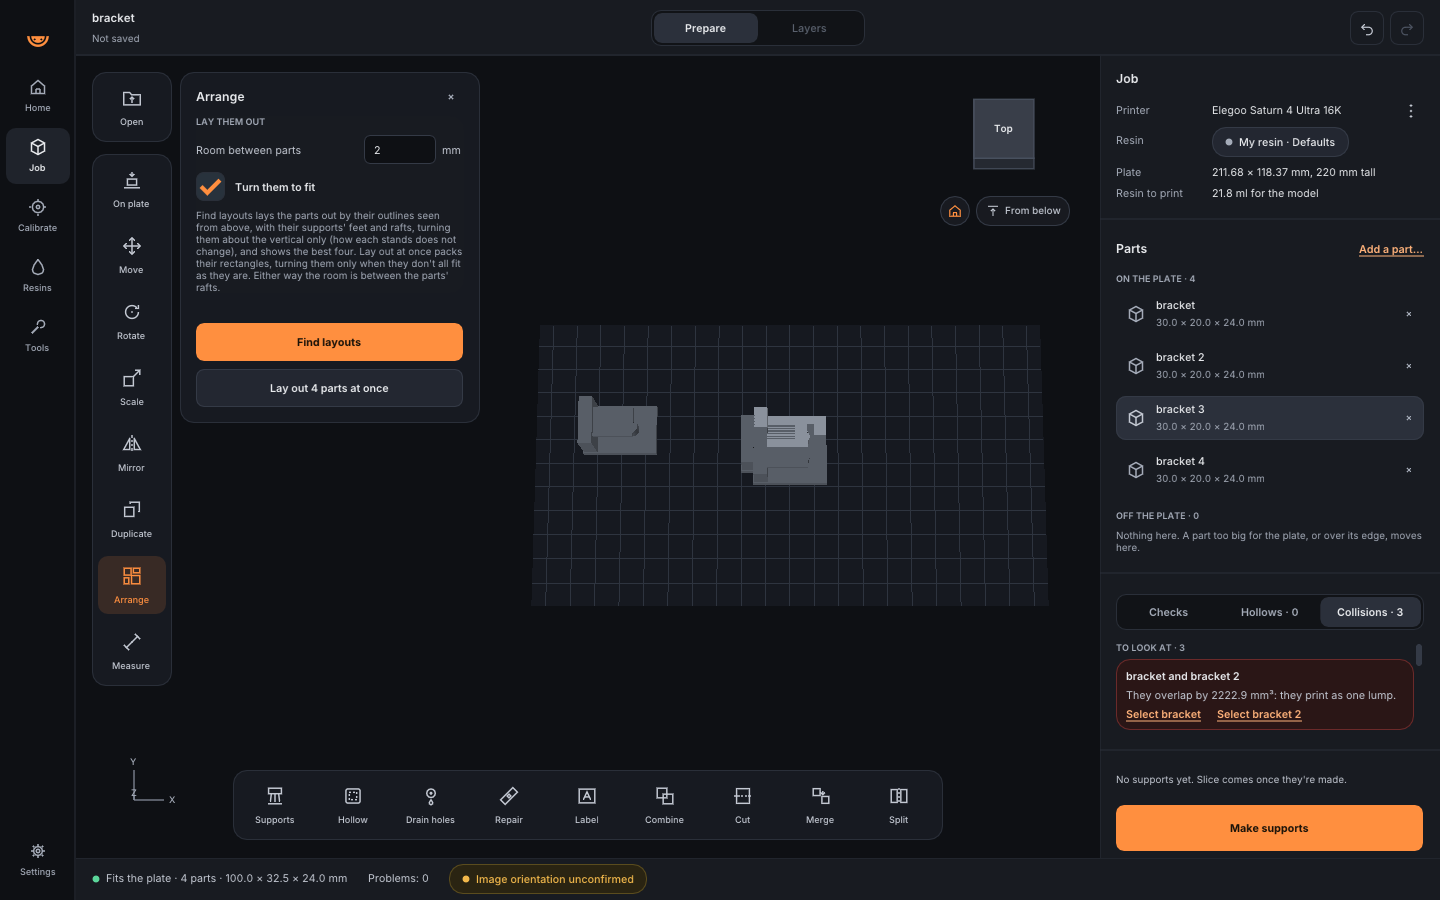 bracket
Not saved
Prepare
Layers
Home
Job
Calibrate
Resins
Tools
Settings
Open
On plate
Move
Rotate
Scale
Mirror
Duplicate
Arrange
Measure
Arrange
×
LAY THEM OUT
Room between parts
2
mm
Turn them to fit
Find layouts lays the parts out by their outlines seen
from above, with their supports' feet and rafts, turning
them about the vertical only (how each stands does not
change), and shows the best four. Lay out at once packs
their rectangles, turning them only when they don't all fit
as they are. Either way the room is between the parts'
rafts.
Find layouts
Lay out 4 parts at once
Top
From below
Y
Z
X
Supports
Hollow
Drain holes
Repair
Label
Combine
Cut
Merge
Split
Job
Printer
Elegoo Saturn 4 Ultra 16K
Resin
My resin · Defaults
Plate
211.68 × 118.37 mm, 220 mm tall
Resin to print
21.8 ml for the model
Parts
Add a part...
ON THE PLATE · 4
bracket
30.0 × 20.0 × 24.0 mm
×
bracket 2
30.0 × 20.0 × 24.0 mm
×
bracket 3
30.0 × 20.0 × 24.0 mm
×
bracket 4
30.0 × 20.0 × 24.0 mm
×
OFF THE PLATE · 0
Nothing here. A part too big for the plate, or over its edge, moves
here.
Checks
Hollows · 0
Collisions · 3
TO LOOK AT · 3
bracket and bracket 2
They overlap by 2222.9 mm³: they print as one lump.
Select bracket
Select bracket 2
No supports yet. Slice comes once they're made.
Make supports
Fits the plate · 4 parts · 100.0 × 32.5 × 24.0 mm
Problems: 0
Image orientation unconfirmed